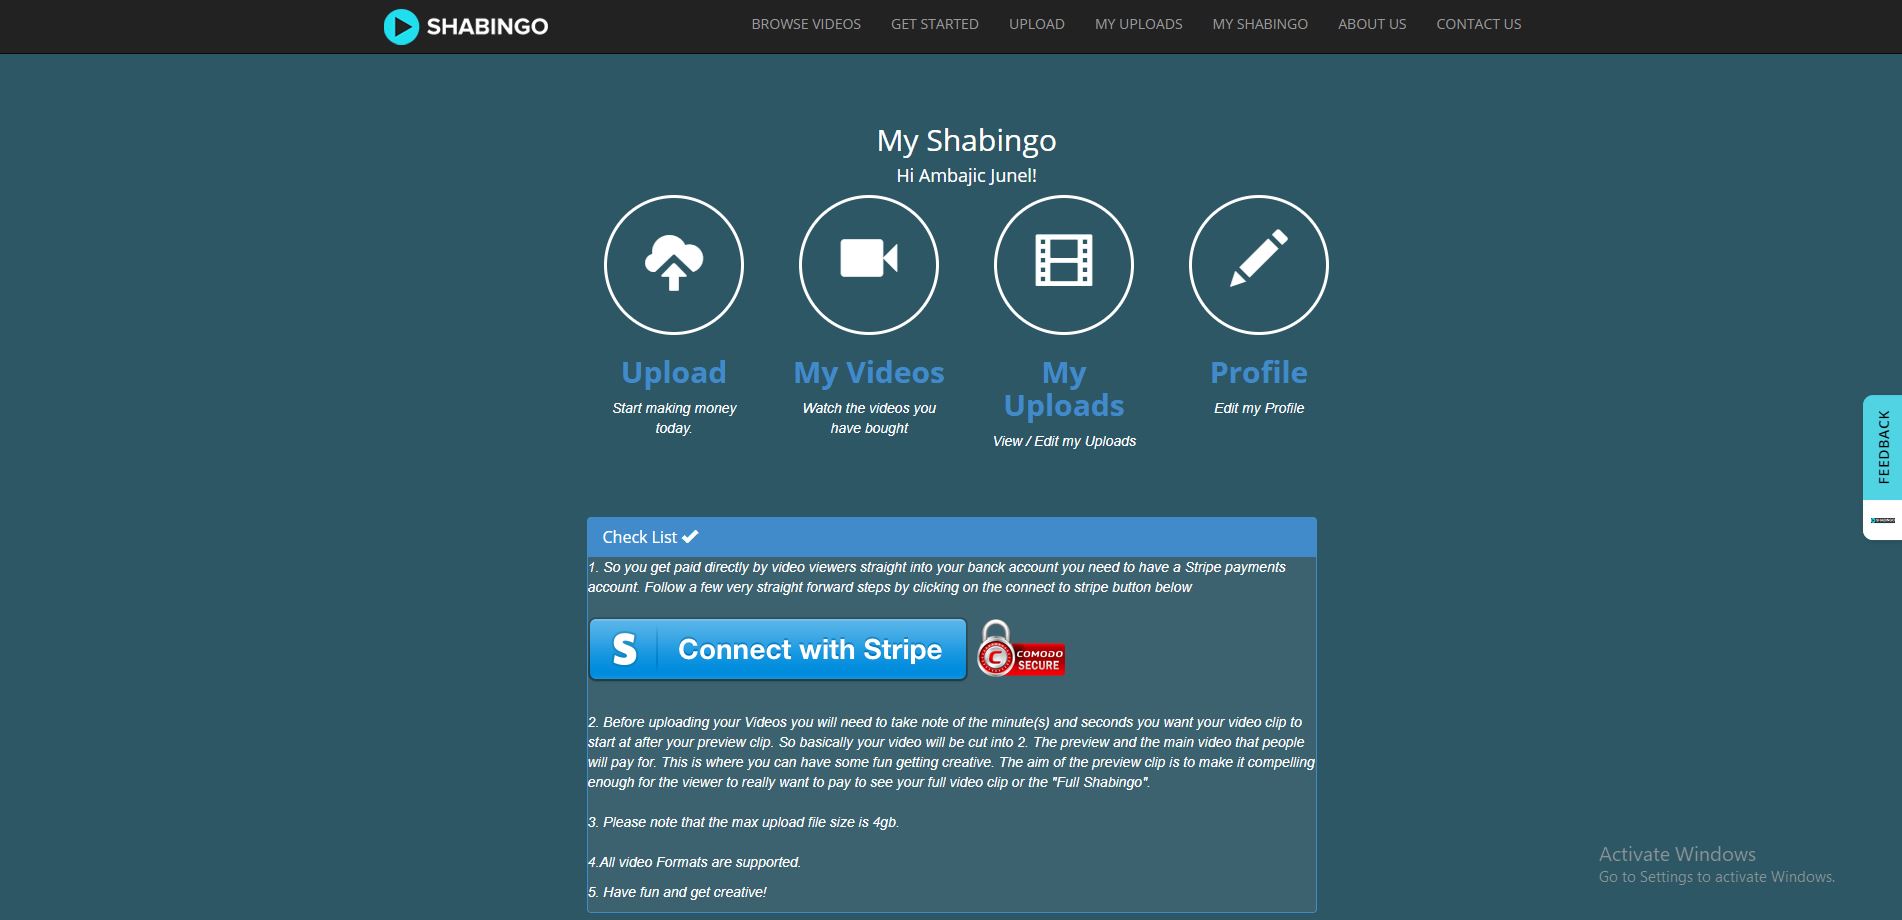 SHABINGO
BROWSE VIDEOS
GET STARTED
UPLOAD
MY UPLOADS
MY SHABINGO
ABOUT US
CONTACT US
My Shabingo
Hi Ambajic Junel!
Upload
Start making money
today.
My Videos
Watch the videos you
have bought
My
Uploads
View / Edit my Uploads
Profile
Edit my Profile
FEEDBACK
SHABINGO
Check List
1. So you get paid directly by video viewers straight into your banck account you need to have a Stripe payments
account. Follow a few very straight forward steps by clicking on the connect to stripe button below
S Connect with Stripe
C COMODO
SECURE
2. Before uploading your Videos you will need to take note of the minute(s) and seconds you want your video clip to
start at after your preview clip. So basically your video will be cut into 2. The preview and the main video that people
will pay for. This is where you can have some fun getting creative. The aim of the preview clip is to make it compelling
enough for the viewer to really want to pay to see your full video clip or the "Full Shabingo".
3. Please note that the max upload file size is 4gb.
4.All video Formats are supported.
5. Have fun and get creative!
Activate Windows
Go to Settings to activate Windows.